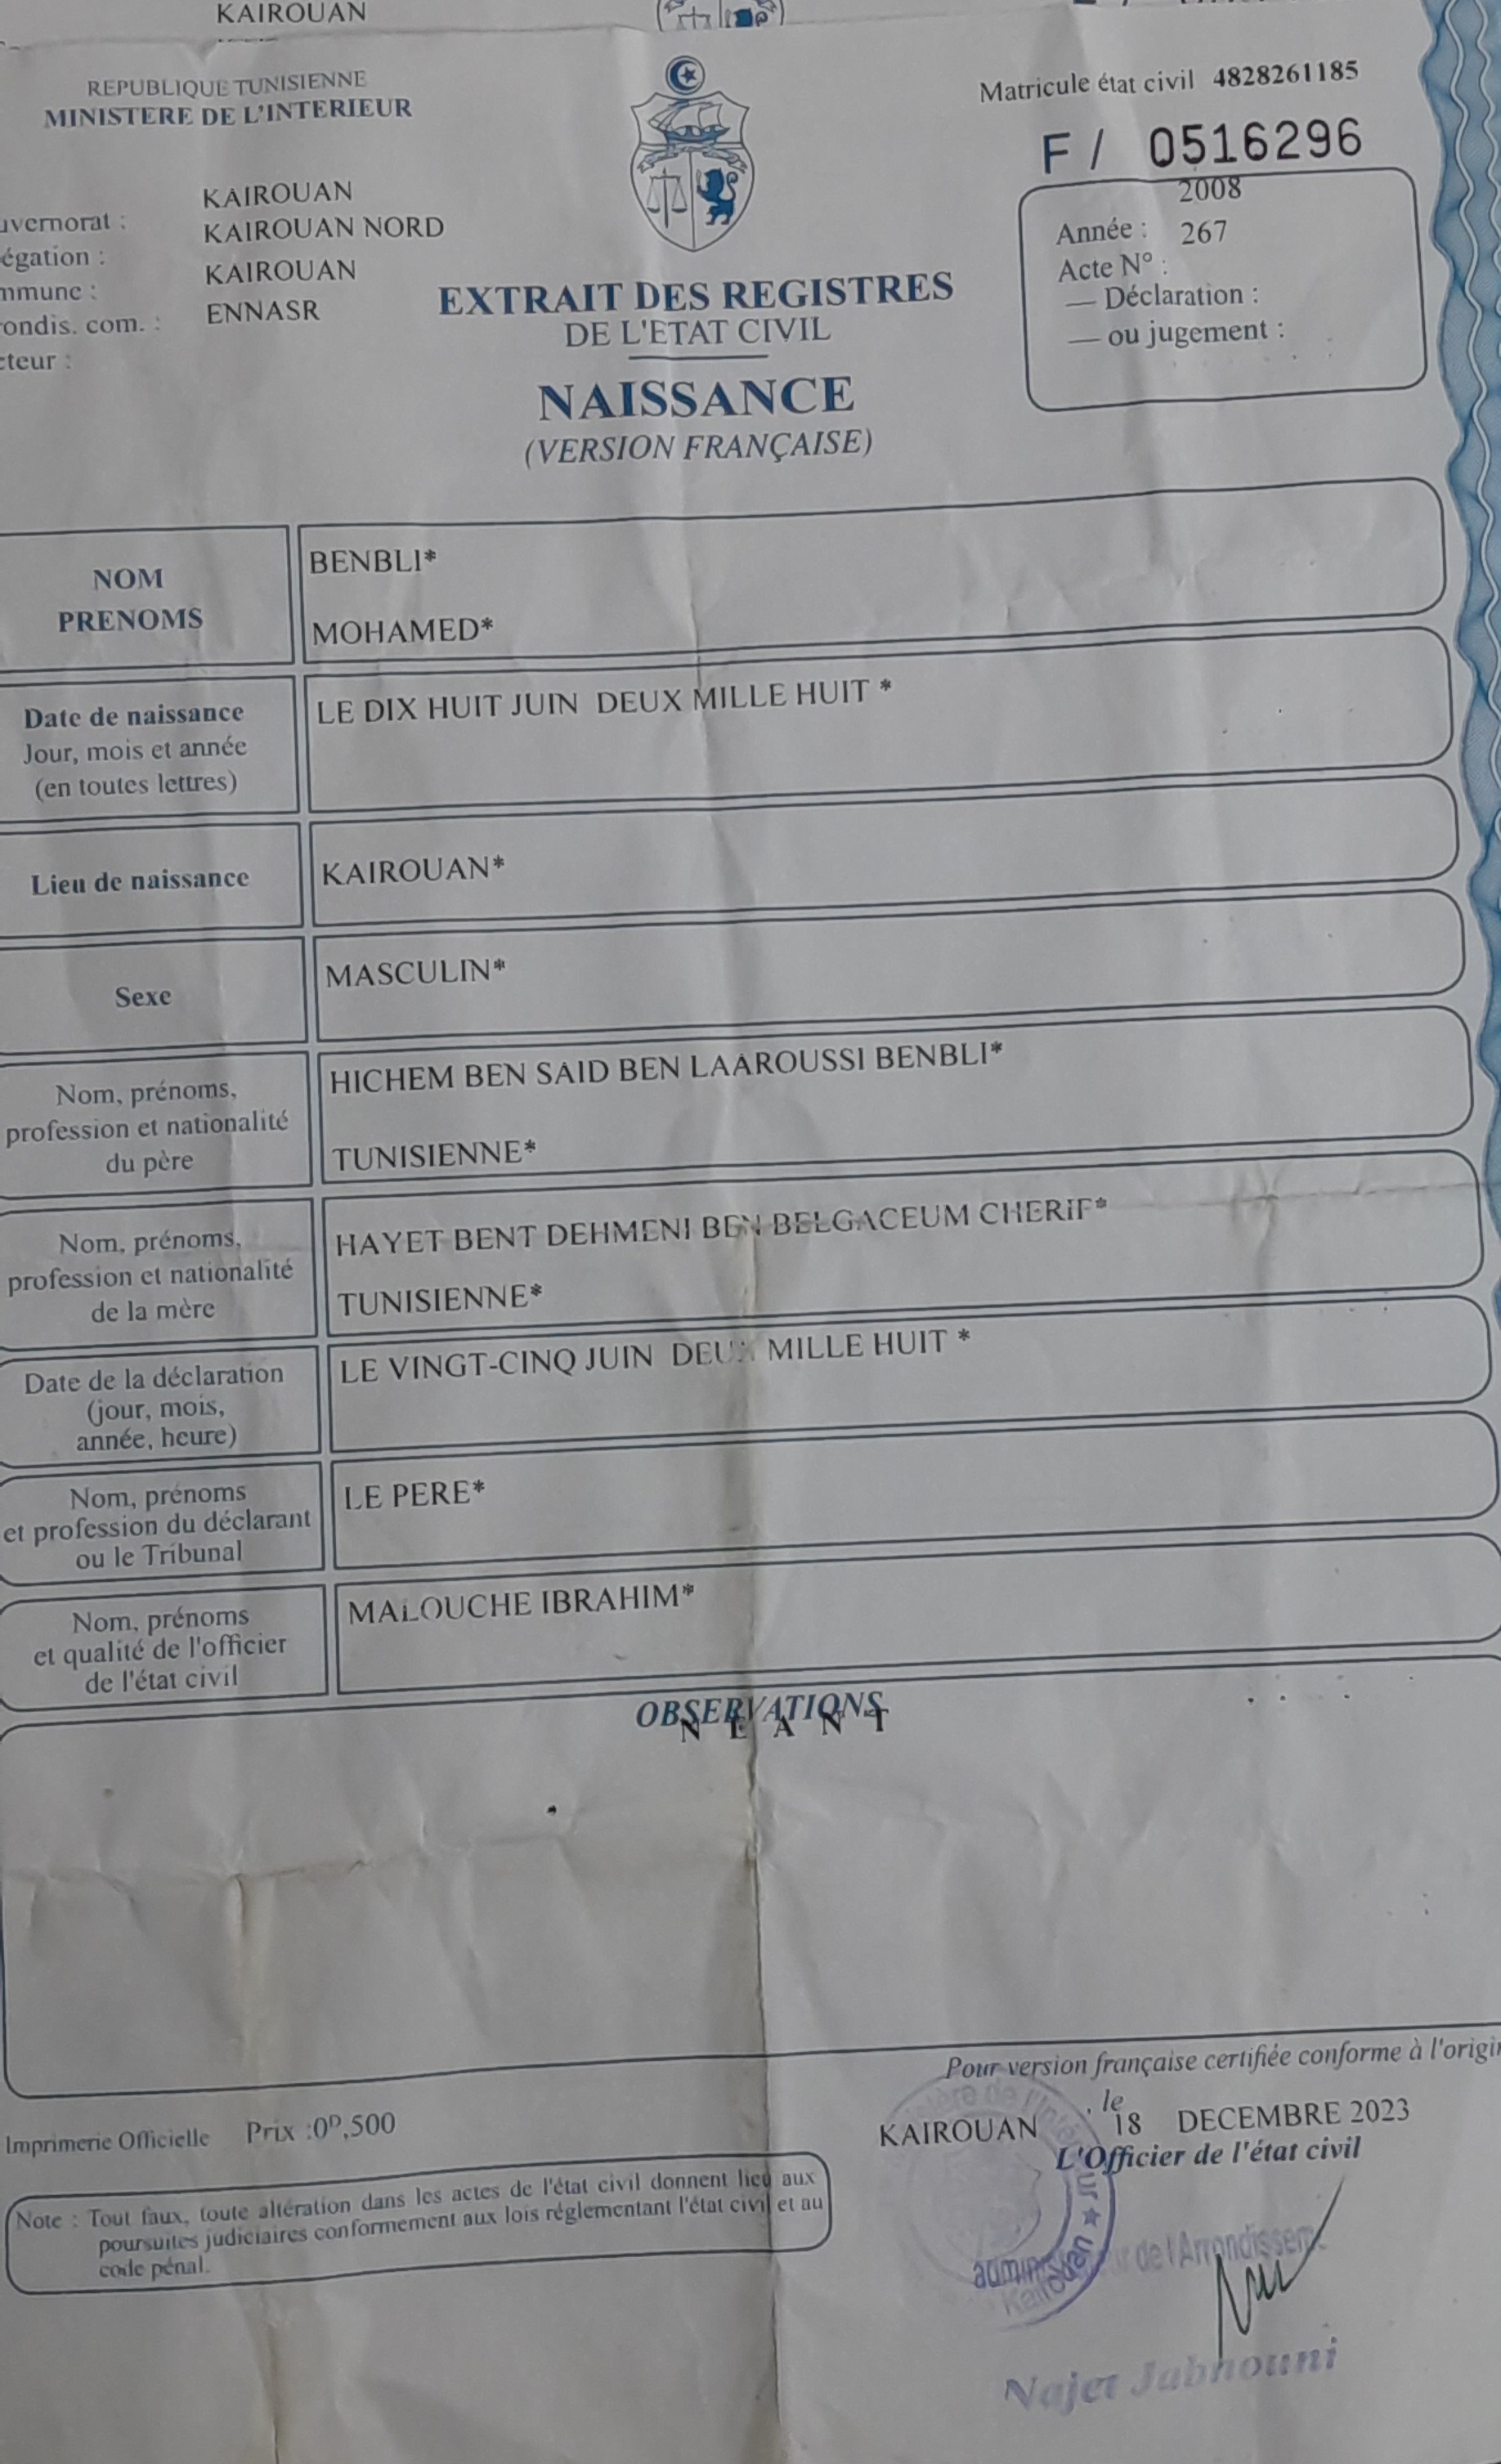 KAIROUAN
REPUBLIQUE TUNISIENNE
MINISTERE DE L'INTERIEUR
Matricule état civil 4828261185
F / 0516296
uvernorat : KAIROUAN
égation : KAIROUAN NORD
mmune : KAIROUAN
ondis. com. : ENNASR
cteur :
2008
Année : 267
Acte N° :
— Déclaration :
— ou jugement :
EXTRAIT DES REGISTRES
DE L'ETAT CIVIL
NAISSANCE
(VERSION FRANÇAISE)
NOM
PRENOMS
BENBLI*
MOHAMED*
Date de naissance
Jour, mois et année
(en toutes lettres)
LE DIX HUIT JUIN DEUX MILLE HUIT *
Lieu de naissance
KAIROUAN*
Sexe
MASCULIN*
Nom, prénoms,
profession et nationalité
du père
HICHEM BEN SAID BEN LAAROUSSI BENBLI*
TUNISIENNE*
Nom, prénoms,
profession et nationalité
de la mère
HAYET BENT DEHMENI BEN BELGACEUM CHERIF*
TUNISIENNE*
Date de la déclaration
(jour, mois,
année, heure)
LE VINGT-CINQ JUIN DEUX MILLE HUIT *
Nom, prénoms
et profession du déclarant
ou le Tribunal
LE PERE*
Nom, prénoms
et qualité de l'officier
de l'état civil
MALOUCHE IBRAHIM*
OBSERVATIONS
N E A N T
Pour version française certifiée conforme à l'origin
KAIROUAN , le 18 DECEMBRE 2023
L'Officier de l'état civil
Imprimerie Officielle Prix :0ᴰ,500
Note : Tout faux, toute altération dans les actes de l'état civil donnent lieu aux
poursuites judiciaires conformement aux lois réglementant l'état civil et au
code pénal.
de l'Arrondissem
Kairouan
Najet Jabnouni